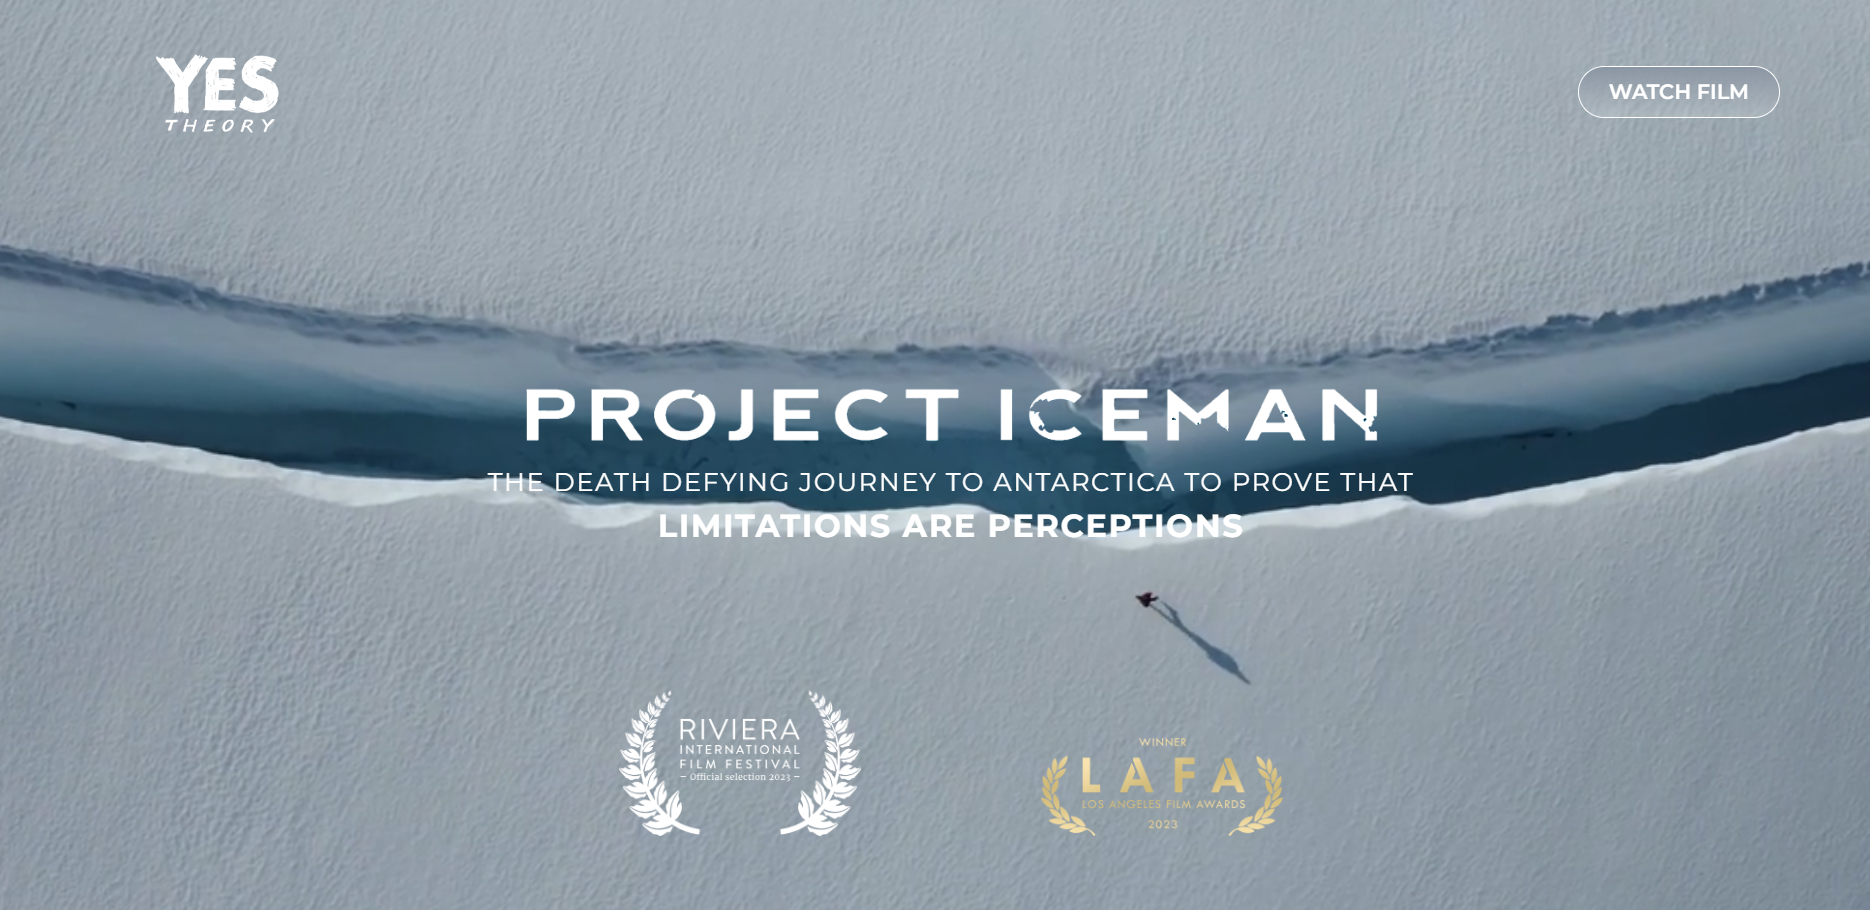 YES
THEORY
WATCH FILM
PROJECT ICEMAN
THE DEATH DEFYING JOURNEY TO ANTARCTICA TO PROVE THAT
LIMITATIONS ARE PERCEPTIONS
RIVIERA
INTERNATIONAL
FILM FESTIVAL
– Official selection 2023 –
WINNER
LAFA
LOS ANGELES FILM AWARDS
2023